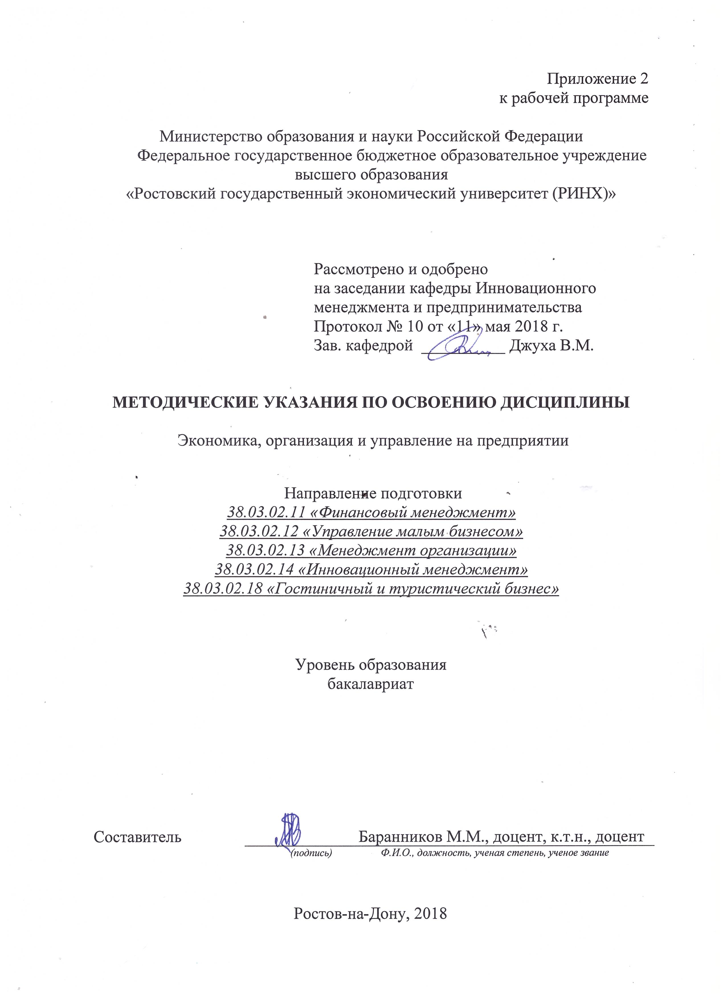 Приложение 2
к рабочей программе
Министерство образования и науки Российской Федерации
Федеральное государственное бюджетное образовательное учреждение
высшего образования
«Ростовский государственный экономический университет (РИНХ)»
Рассмотрено и одобрено
на заседании кафедры Инновационного
менеджмента и предпринимательства
Протокол № 10 от «11» мая 2018 г.
Зав. кафедрой Джуха В.М.
МЕТОДИЧЕСКИЕ УКАЗАНИЯ ПО ОСВОЕНИЮ ДИСЦИПЛИНЫ
Экономика, организация и управление на предприятии
Направление подготовки
38.03.02.11 «Финансовый менеджмент»
38.03.02.12 «Управление малым бизнесом»
38.03.02.13 «Менеджмент организации»
38.03.02.14 «Инновационный менеджмент»
38.03.02.18 «Гостиничный и туристический бизнес»
Уровень образования
бакалавриат
Составитель Баранников М.М., доцент, к.т.н., доцент
(подпись) Ф.И.О., должность, ученая степень, ученое звание
Ростов-на-Дону, 2018